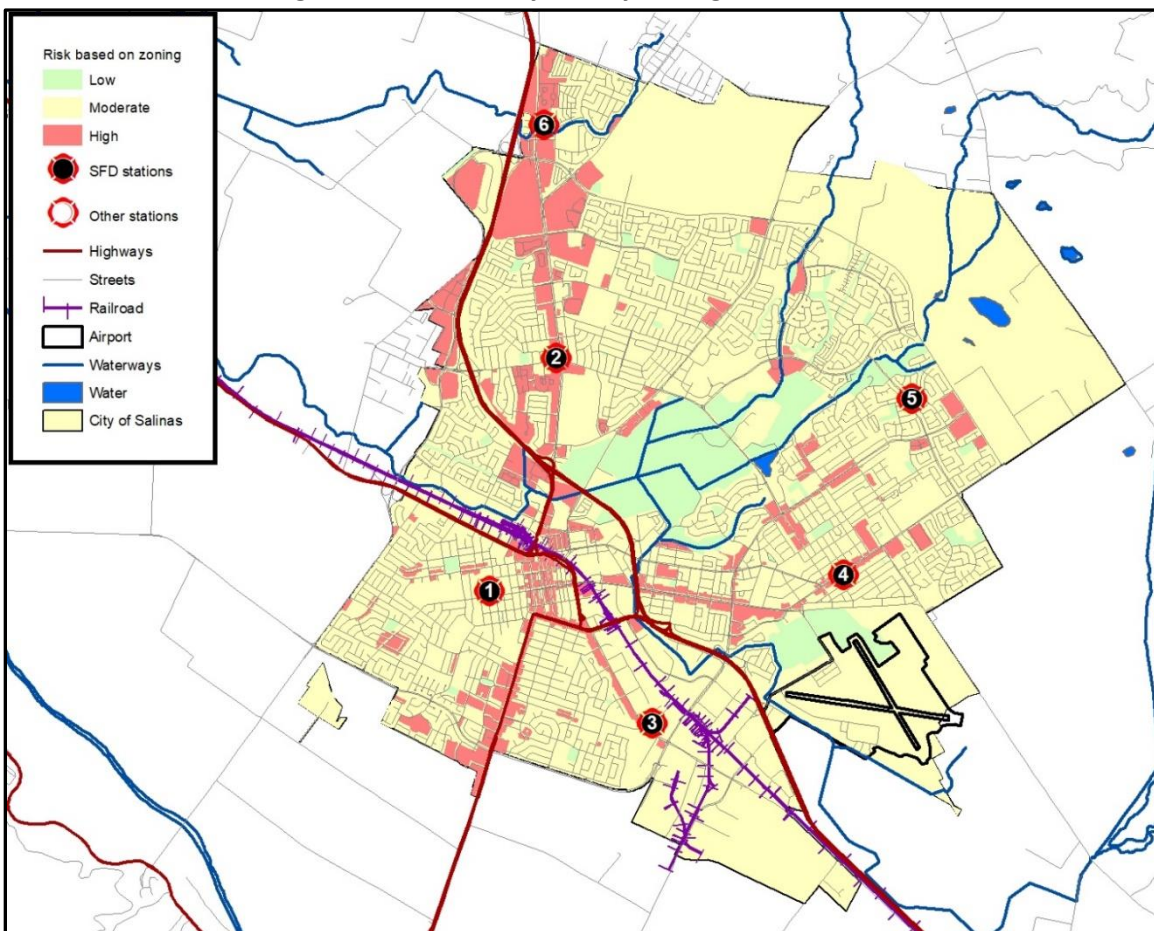 Risk based on zoning
Low
Moderate
High
SFD stations
Other stations
Highways
Streets
Railroad
Airport
Waterways
Water
City of Salinas
6
2
5
4
1
3